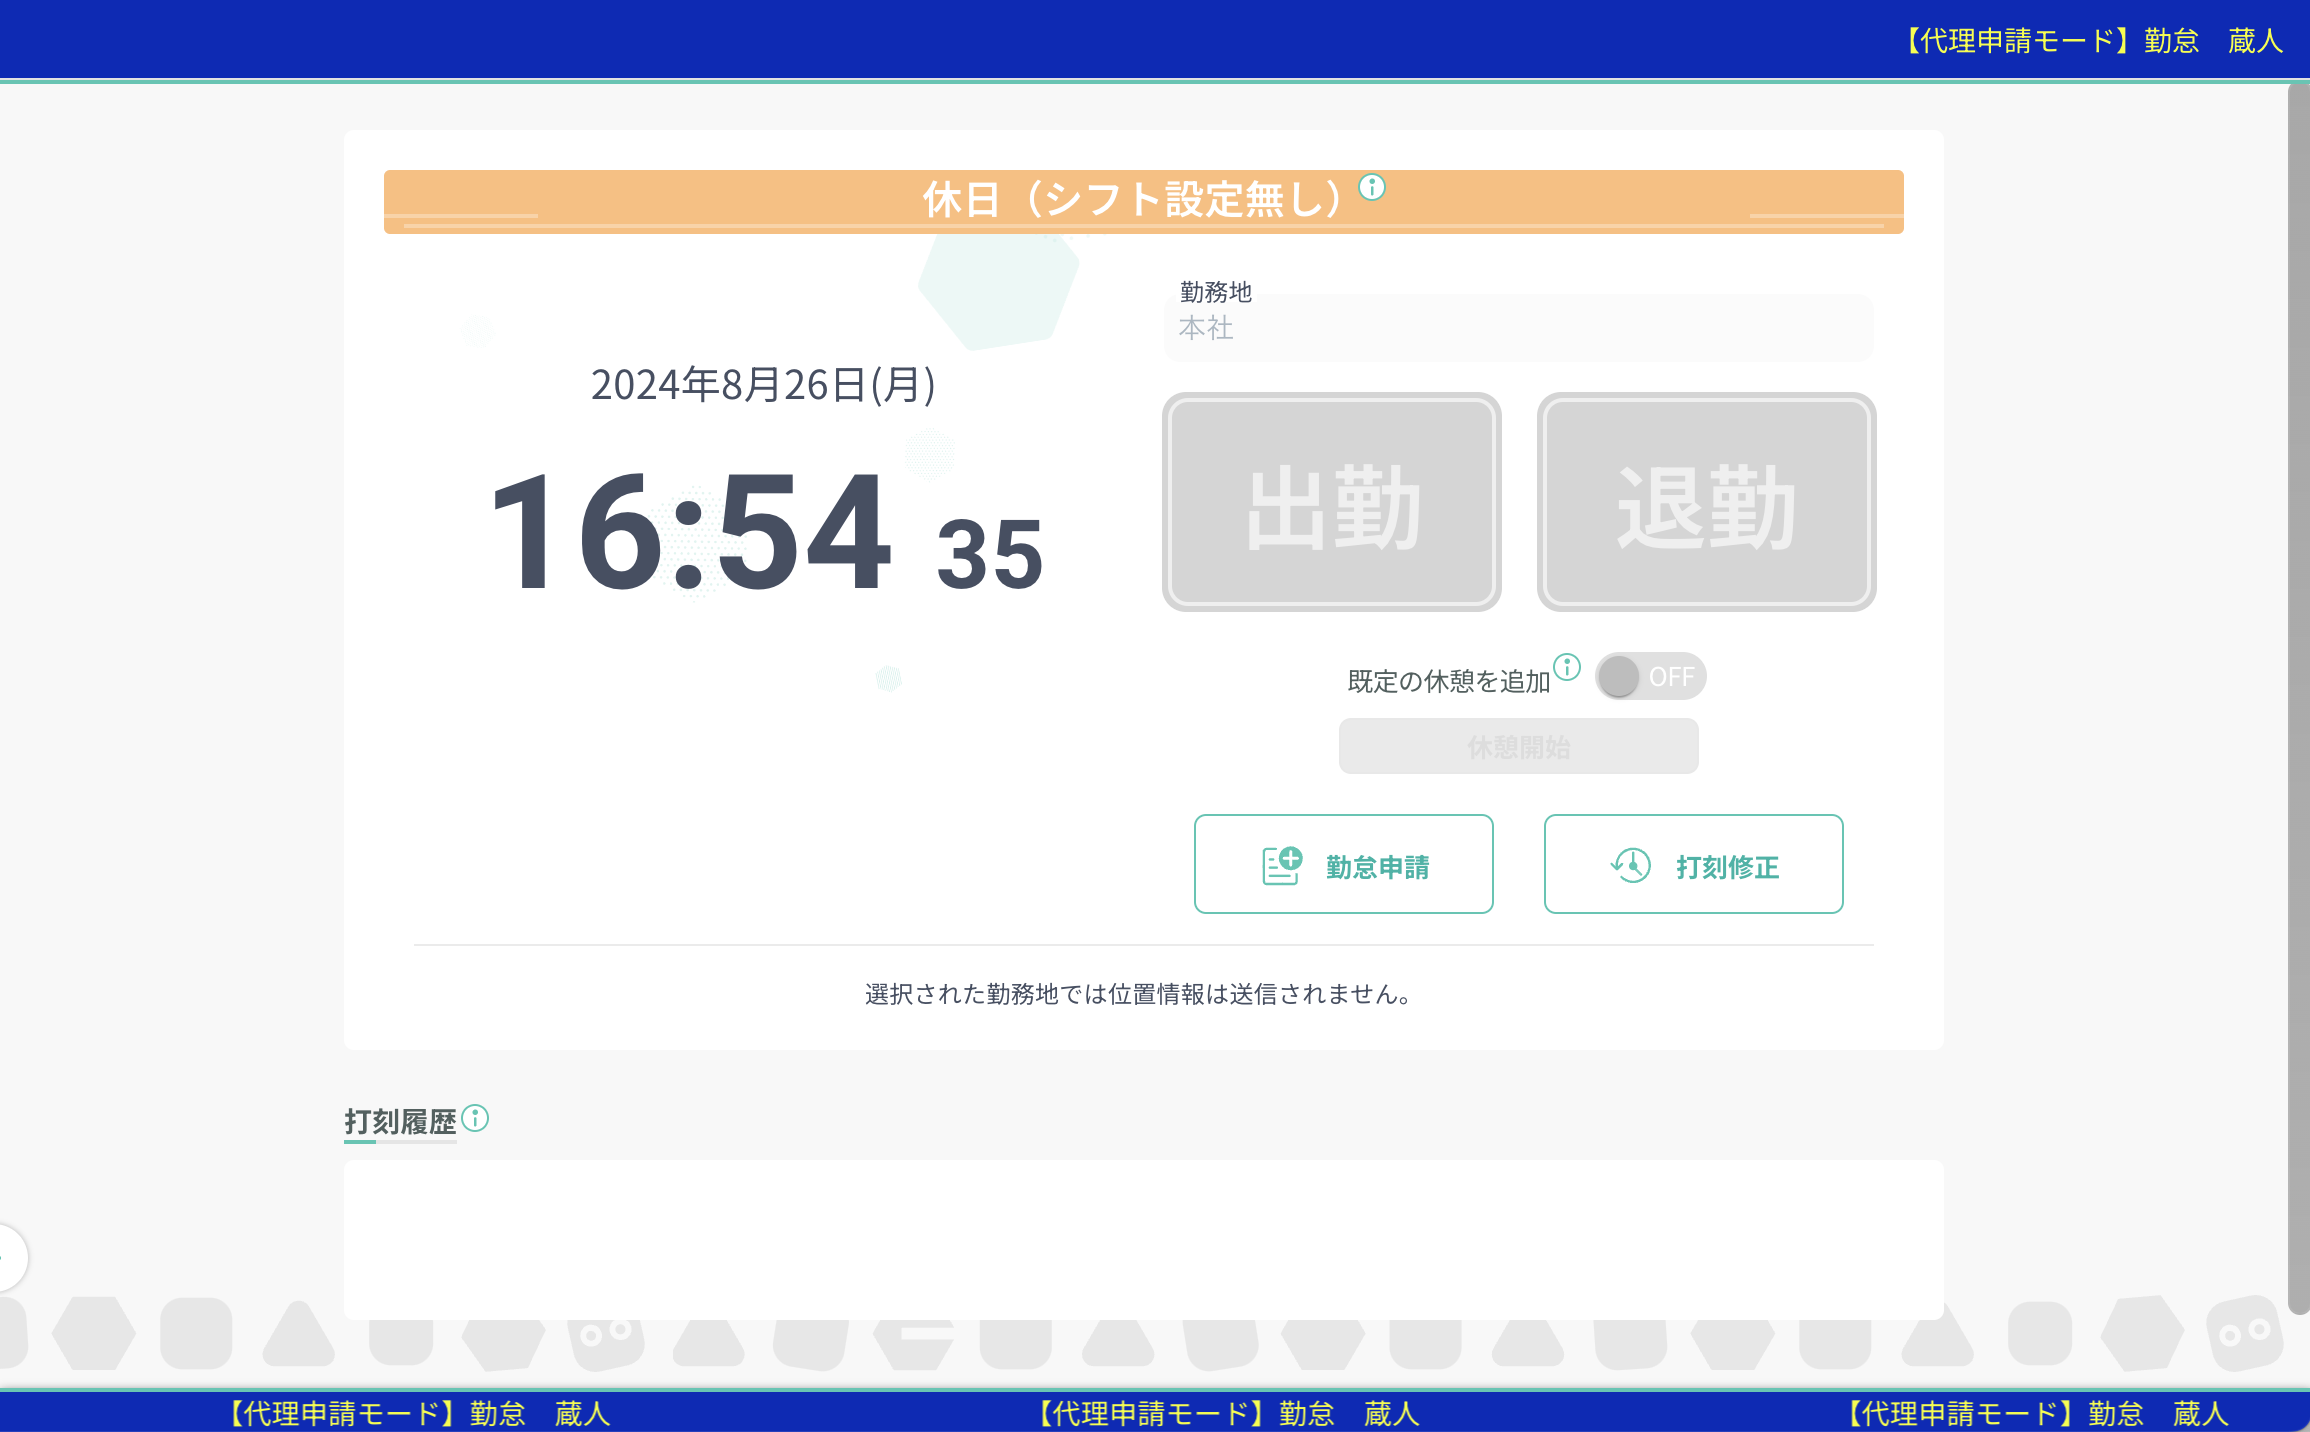 【代理申請モード】勤怠　蔵人
休日（シフト設定無し）
勤務地
本社
2024年8月26日(月)
16:54 35
出勤
退勤
既定の休憩を追加
OFF
休憩開始
勤怠申請
打刻修正
選択された勤務地では位置情報は送信されません。
打刻履歴
【代理申請モード】勤怠　蔵人
【代理申請モード】勤怠　蔵人
【代理申請モード】勤怠　蔵人